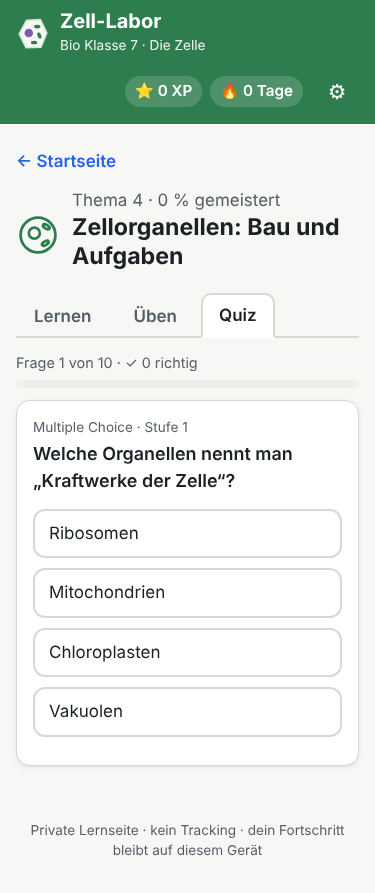 Zell-Labor
Bio Klasse 7 · Die Zelle
⭐ 0 XP
🔥 0 Tage
← Startseite
Thema 4 · 0 % gemeistert
Zellorganellen: Bau und
Aufgaben
Lernen
Üben
Quiz
Frage 1 von 10 · ✓ 0 richtig
Multiple Choice · Stufe 1
Welche Organellen nennt man
„Kraftwerke der Zelle“?
Ribosomen
Mitochondrien
Chloroplasten
Vakuolen
Private Lernseite · kein Tracking · dein Fortschritt
bleibt auf diesem Gerät